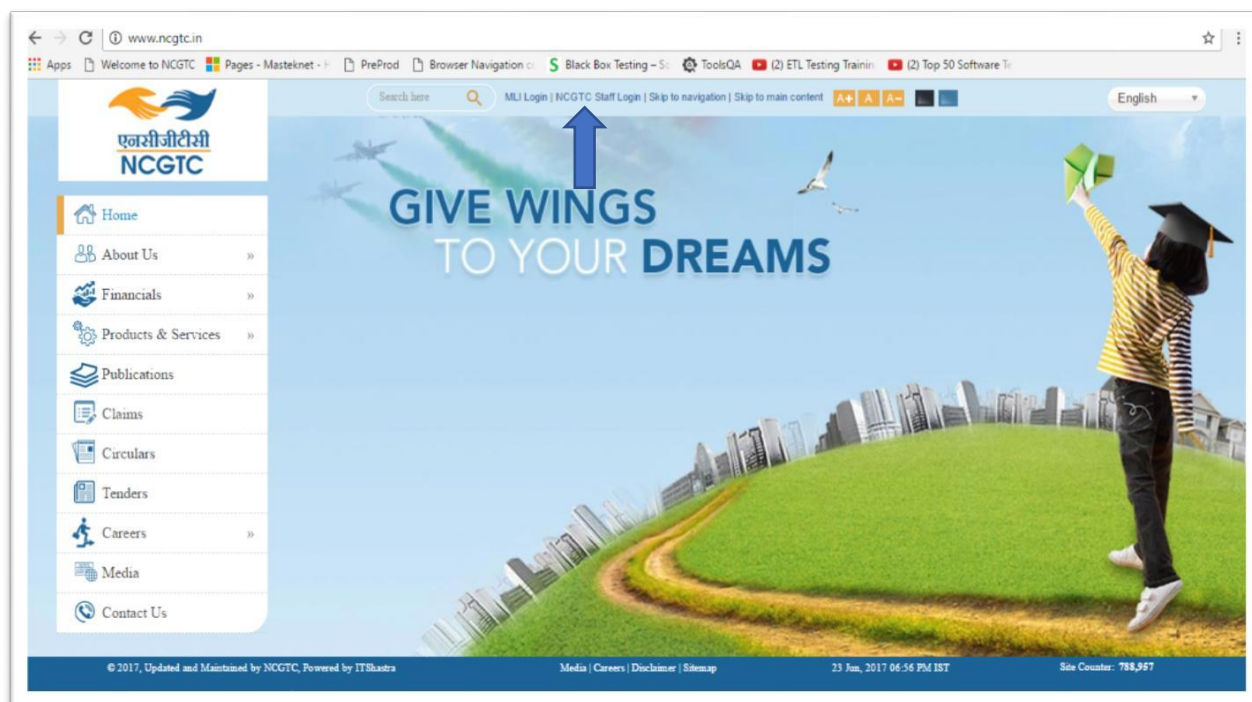 www.ncgtc.in
Apps Welcome to NCGTC Pages - Masteknet - H PreProd Browser Navigation co Black Box Testing – So ToolsQA (2) ETL Testing Trainin (2) Top 50 Software Te
Search here MLI Login | NCGTC Staff Login | Skip to navigation | Skip to main content A+ A A- English
एनसीजीटीसी
NCGTC
GIVE WINGS
TO YOUR DREAMS
Home
About Us »
Financials »
Products & Services »
Publications
Claims
Circulars
Tenders
Careers »
Media
Contact Us
© 2017, Updated and Maintained by NCGTC, Powered by ITShastra Media | Careers | Disclaimer | Sitemap 23 Jun, 2017 06:56 PM IST Site Counter: 788,957